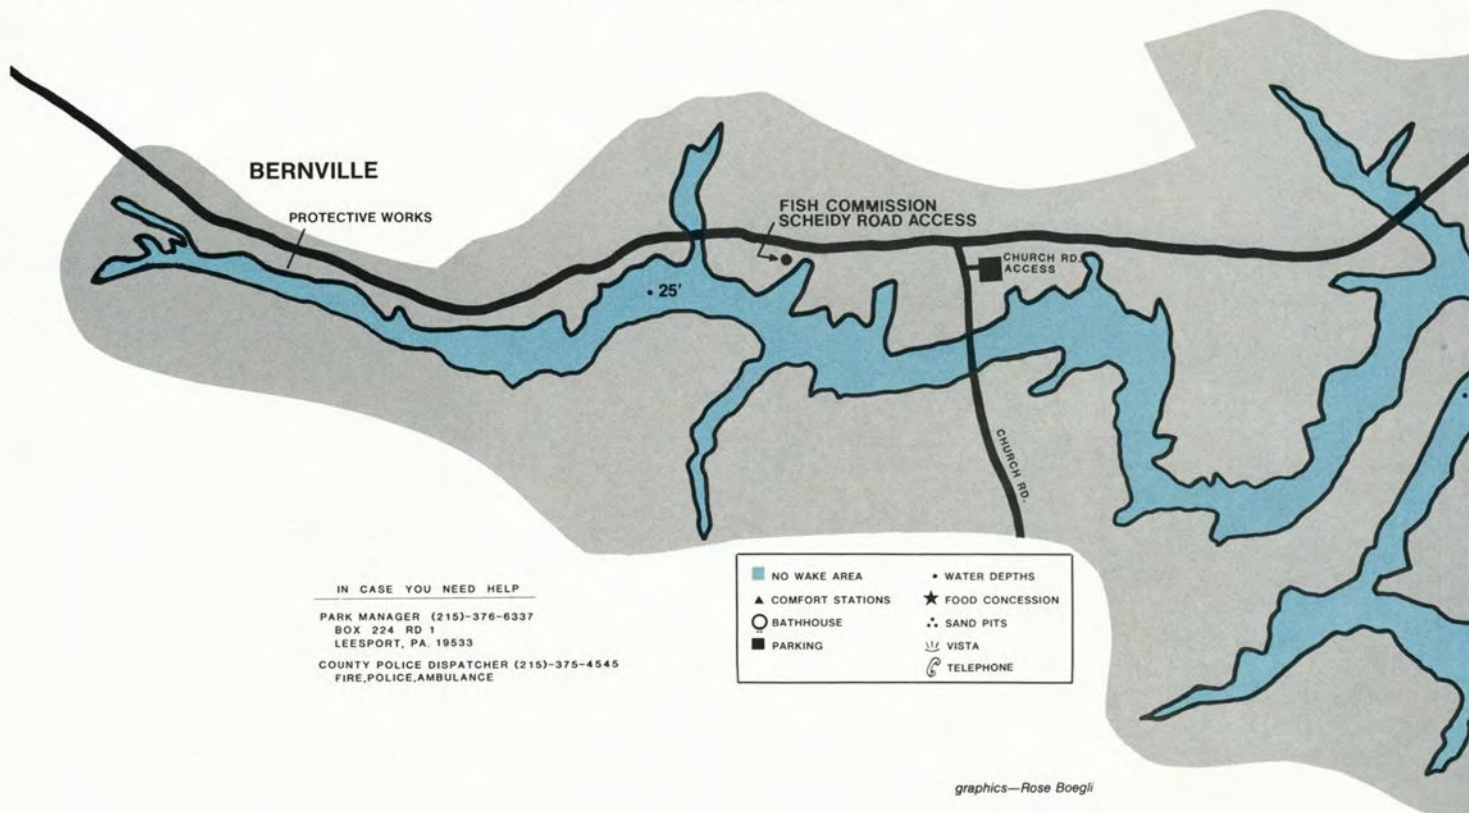 BERNVILLE
PROTECTIVE WORKS
FISH COMMISSION
SCHEIDY ROAD ACCESS
CHURCH RD.
ACCESS
• 25'
CHURCH RD.
IN CASE YOU NEED HELP
PARK MANAGER (215)-376-6337
BOX 224 RD 1
LEESPORT, PA. 19533
COUNTY POLICE DISPATCHER (215)-375-4545
FIRE,POLICE,AMBULANCE
NO WAKE AREA
COMFORT STATIONS
BATHHOUSE
PARKING
WATER DEPTHS
FOOD CONCESSION
SAND PITS
VISTA
TELEPHONE
graphics—Rose Boegli